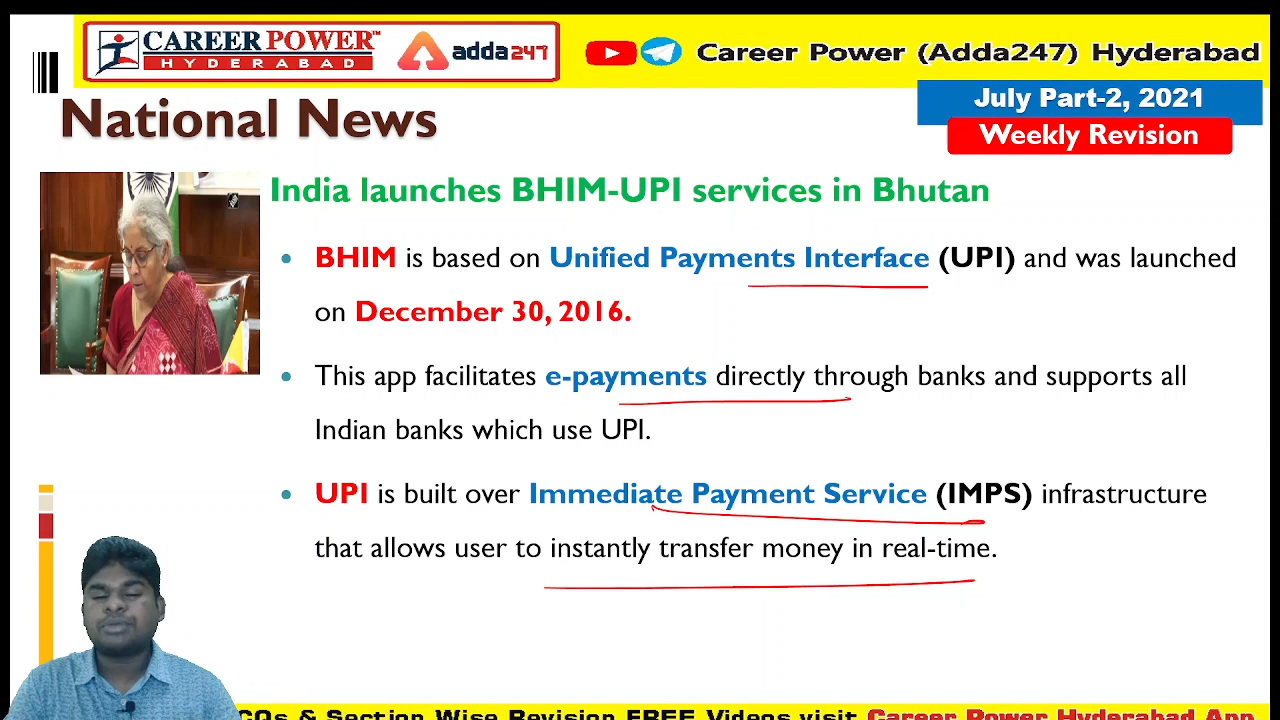 CAREER POWER™
HYDERABAD
adda247
Career Power (Adda247) Hyderabad
National News
July Part-2, 2021
Weekly Revision
India launches BHIM-UPI services in Bhutan
• BHIM is based on Unified Payments Interface (UPI) and was launched
on December 30, 2016.
• This app facilitates e-payments directly through banks and supports all
Indian banks which use UPI.
• UPI is built over Immediate Payment Service (IMPS) infrastructure
that allows user to instantly transfer money in real-time.
& Section Wise Revision FREE Videos visit Career Power Hyderabad App